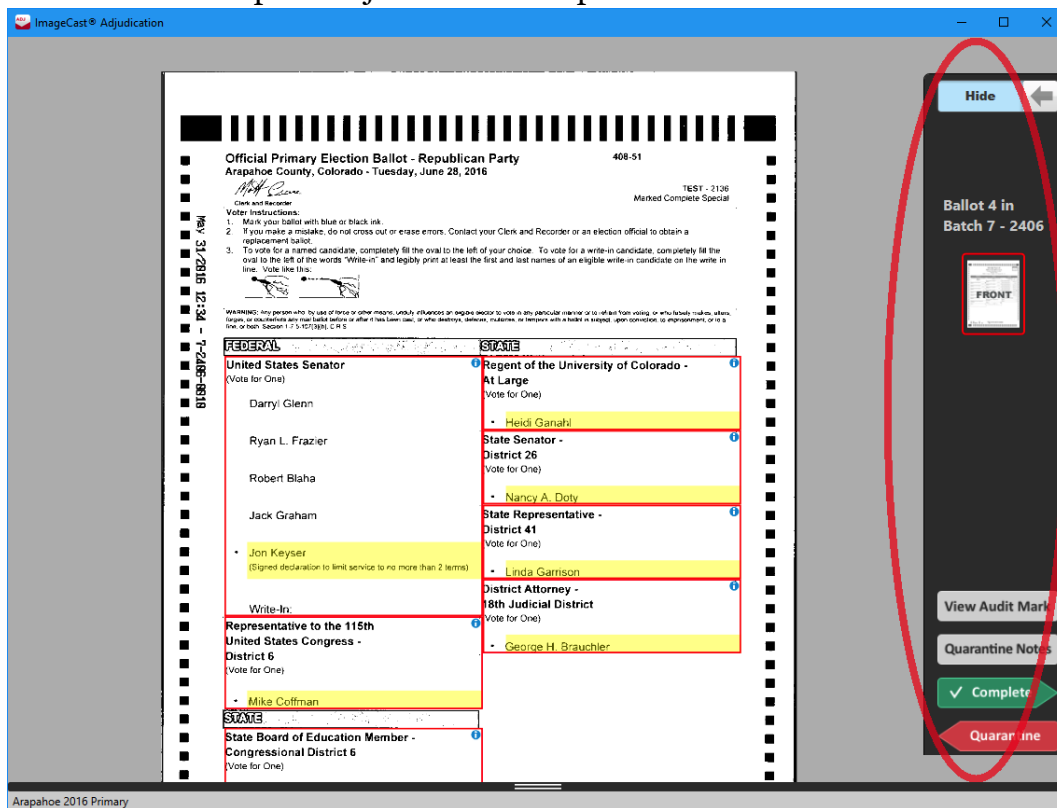 ImageCast® Adjudication
Hide
Official Primary Election Ballot - Republican Party
408-51
Arapahoe County, Colorado - Tuesday, June 28, 2016
TEST - 2136
Marked Complete Special
Clerk and Recorder
Voter Instructions:
1. Mark your ballot with blue or black ink.
2. If you make a mistake, do not cross out or erase errors. Contact your Clerk and Recorder or an election official to obtain a
replacement ballot.
3. To vote for a named candidate, completely fill the oval to the left of your choice. To vote for a write-in candidate, completely fill the
oval to the left of the words "Write-in" and legibly print at least the first and last names of an eligible write-in candidate on the write in
line. Vote like this:
May 31/2016 12:34 - 7-2406-0010
FEDERAL
United States Senator
(Vote for One)
Darryl Glenn
Ryan L. Frazier
Robert Blaha
Jack Graham
Jon Keyser
(Signed declaration to limit service to no more than 2 terms)
Write-In:
Representative to the 115th
United States Congress -
District 6
(Vote for One)
Mike Coffman
STATE
State Board of Education Member -
Congressional District 6
(Vote for One)
STATE
Regent of the University of Colorado -
At Large
(Vote for One)
Heidi Ganahl
State Senator -
District 26
(Vote for One)
Nancy A. Doty
State Representative -
District 41
(Vote for One)
Linda Garrison
District Attorney -
18th Judicial District
(Vote for One)
George H. Brauchler
Ballot 4 in
Batch 7 - 2406
FRONT
View Audit Mark
Quarantine Notes
✓ Complete
Quarantine
Arapahoe 2016 Primary